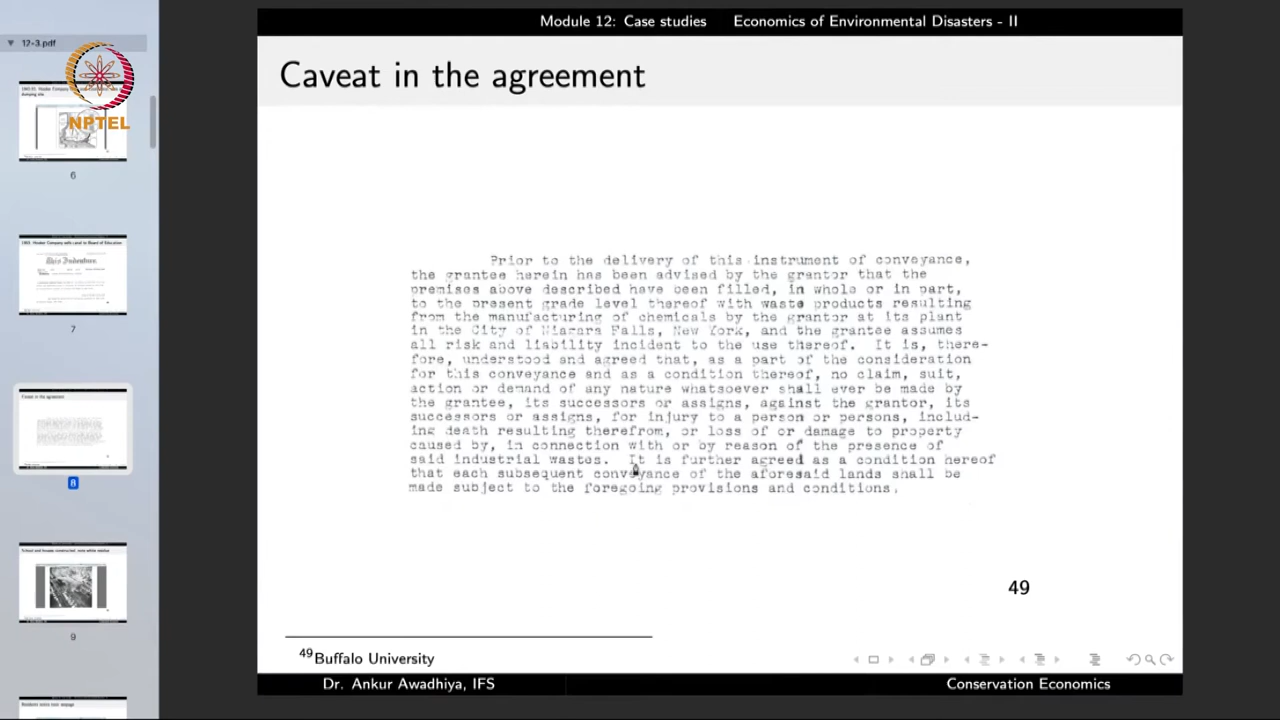 Module 12: Case studies Economics of Environmental Disasters - II
12-3.pdf
NPTEL
6
7
Caveat in the agreement
8
9
Caveat in the agreement
Prior to the delivery of this instrument of conveyance,
the grantee herein has been advised by the grantor that the
premises above described have been filled, in whole or in part,
to the present grade level thereof with waste products resulting
from the manufacturing of chemicals by the grantor at its plant
in the City of Niagara Falls, New York, and the grantee assumes
all risk and liability incident to the use thereof. It is, there-
fore, understood and agreed that, as a part of the consideration
for this conveyance and as a condition thereof, no claim, suit,
action or demand of any nature whatsoever shall ever be made by
the grantee, its successors or assigns, against the grantor, its
successors or assigns, for injury to a person or persons, includ-
ing death resulting therefrom, or loss of or damage to property
caused by, in connection with or by reason of the presence of
said industrial wastes. It is further agreed as a condition hereof
that each subsequent conveyance of the aforesaid lands shall be
made subject to the foregoing provisions and conditions.
49
49 Buffalo University
Dr. Ankur Awadhiya, IFS Conservation Economics